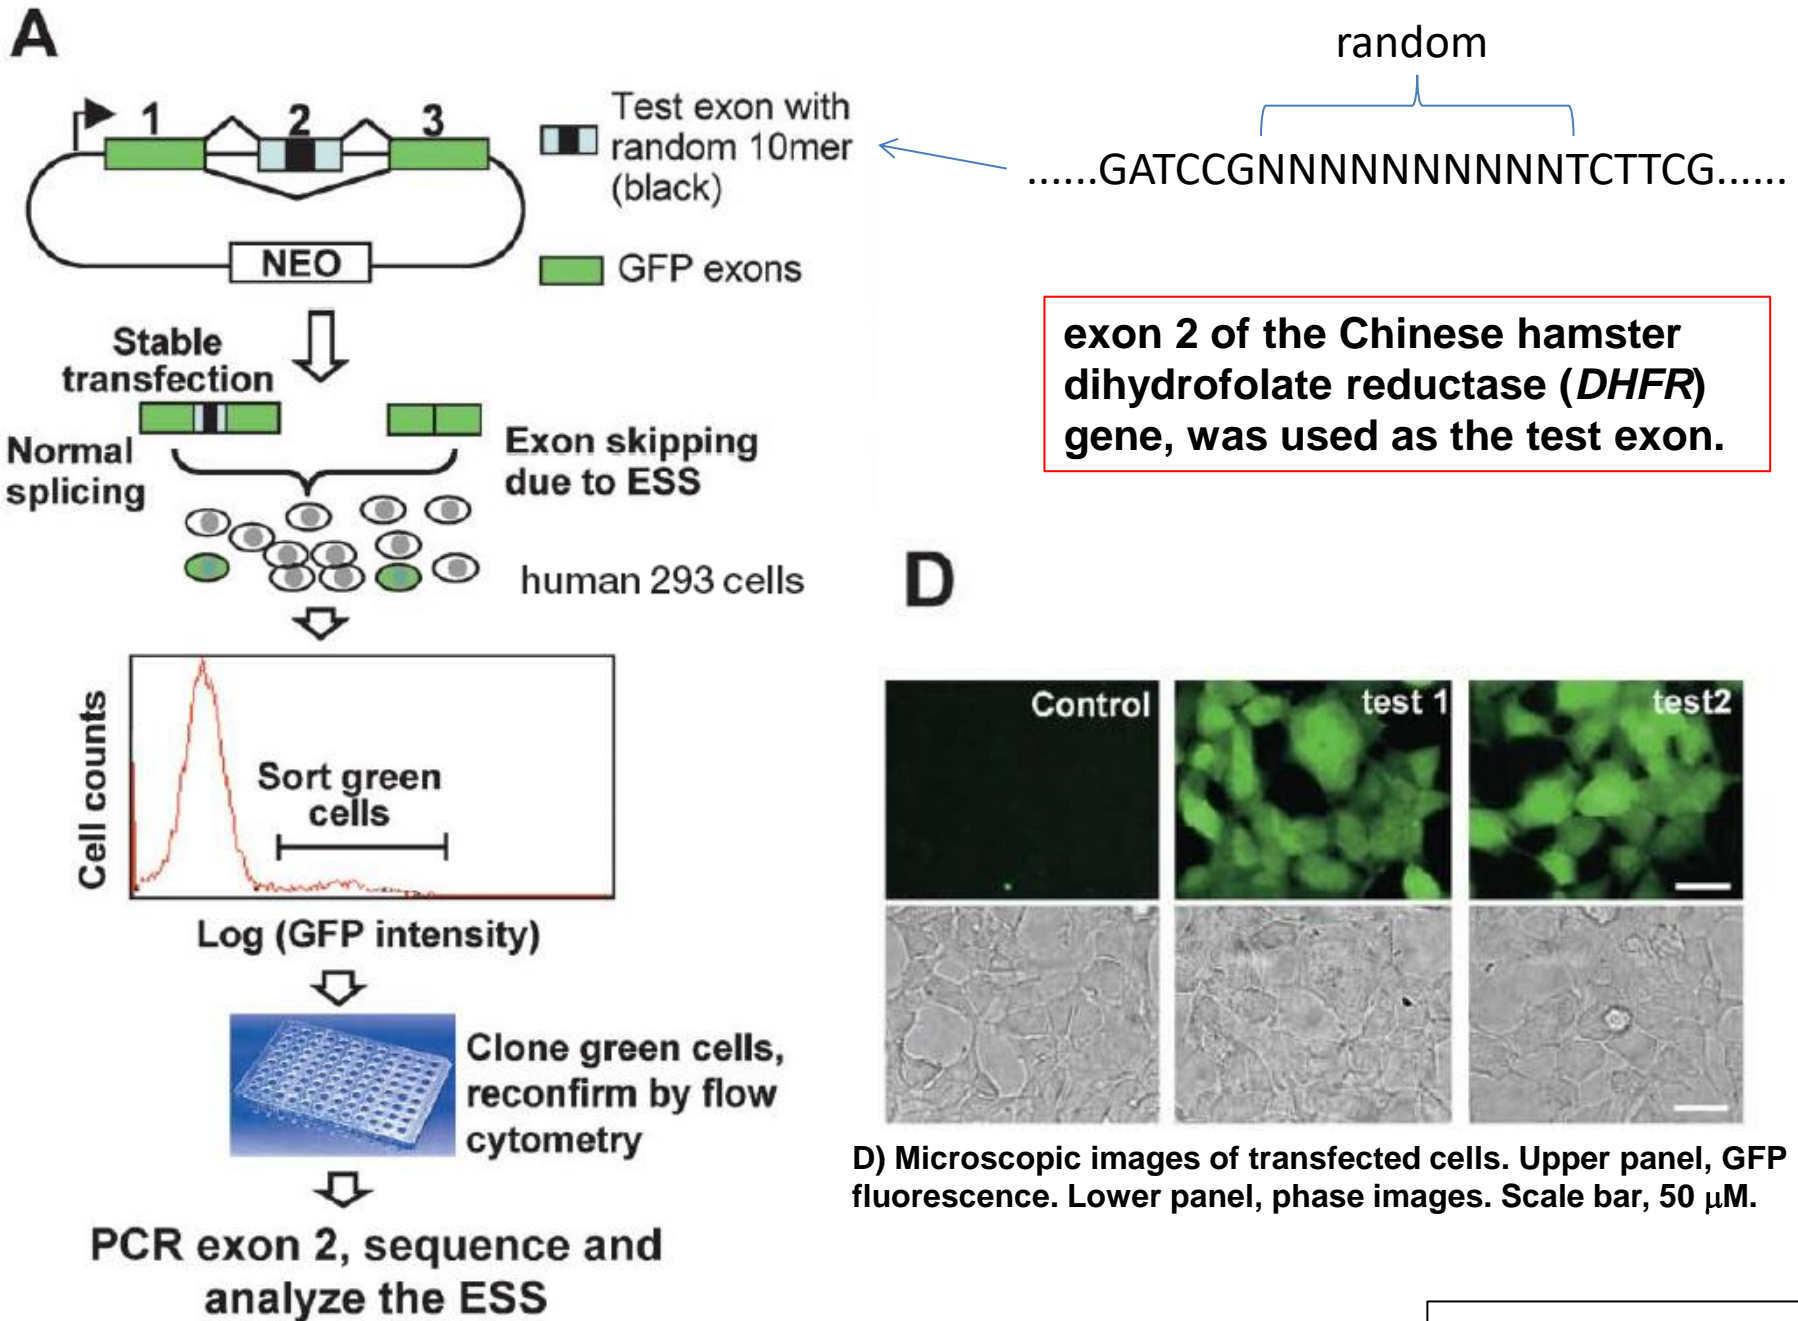 A
random
1 2 3
Test exon with
random 10mer
(black)
......GATCCGNNNNNNNNNNTCTTCG......
NEO
GFP exons
exon 2 of the Chinese hamster
dihydrofolate reductase (DHFR)
gene, was used as the test exon.
Stable
transfection
Normal
splicing
Exon skipping
due to ESS
human 293 cells
D
Cell counts
Sort green
cells
Log (GFP intensity)
Control
test 1
test2
Clone green cells,
reconfirm by flow
cytometry
D) Microscopic images of transfected cells. Upper panel, GFP
fluorescence. Lower panel, phase images. Scale bar, 50 μM.
PCR exon 2, sequence and
analyze the ESS